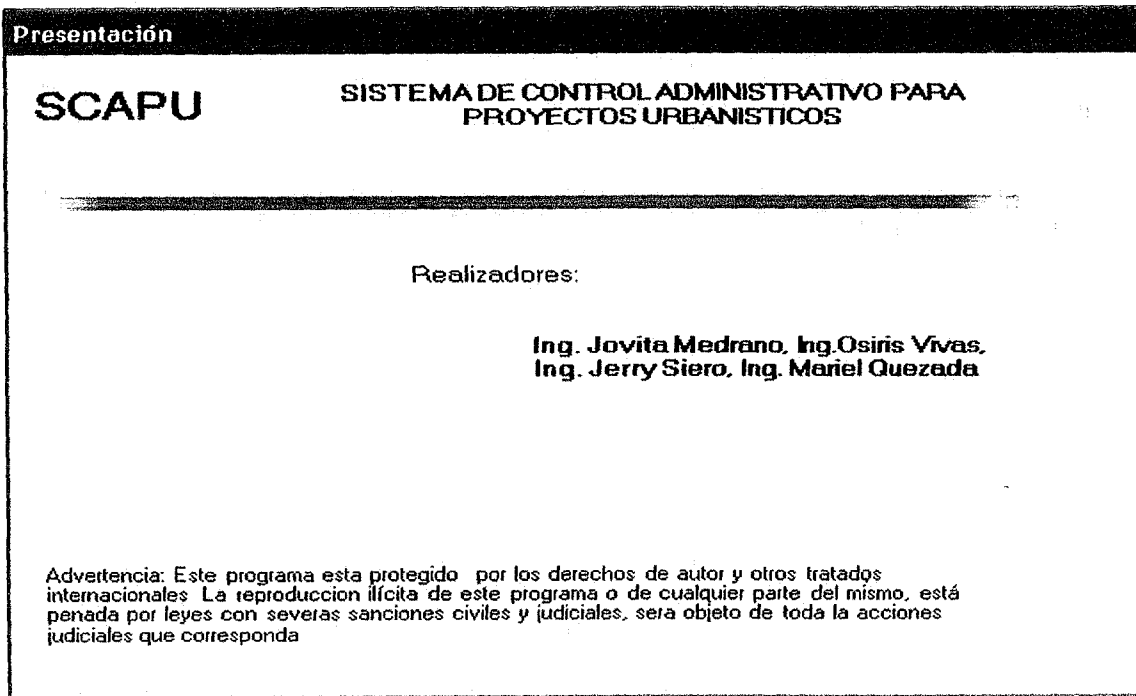 Presentación
SCAPU
SISTEMA DE CONTROL ADMINISTRATIVO PARA
PROYECTOS URBANISTICOS
Realizadores:
Ing. Jovita Medrano, Ing.Osiris Vivas,
Ing. Jerry Siero, Ing. Mariel Quezada
Advertencia: Este programa esta protegido por los derechos de autor y otros tratados
internacionales La reproduccion ilícita de este programa o de cualquier parte del mismo, está
penada por leyes con severas sanciones civiles y judiciales, sera objeto de toda la acciones
judiciales que corresponda